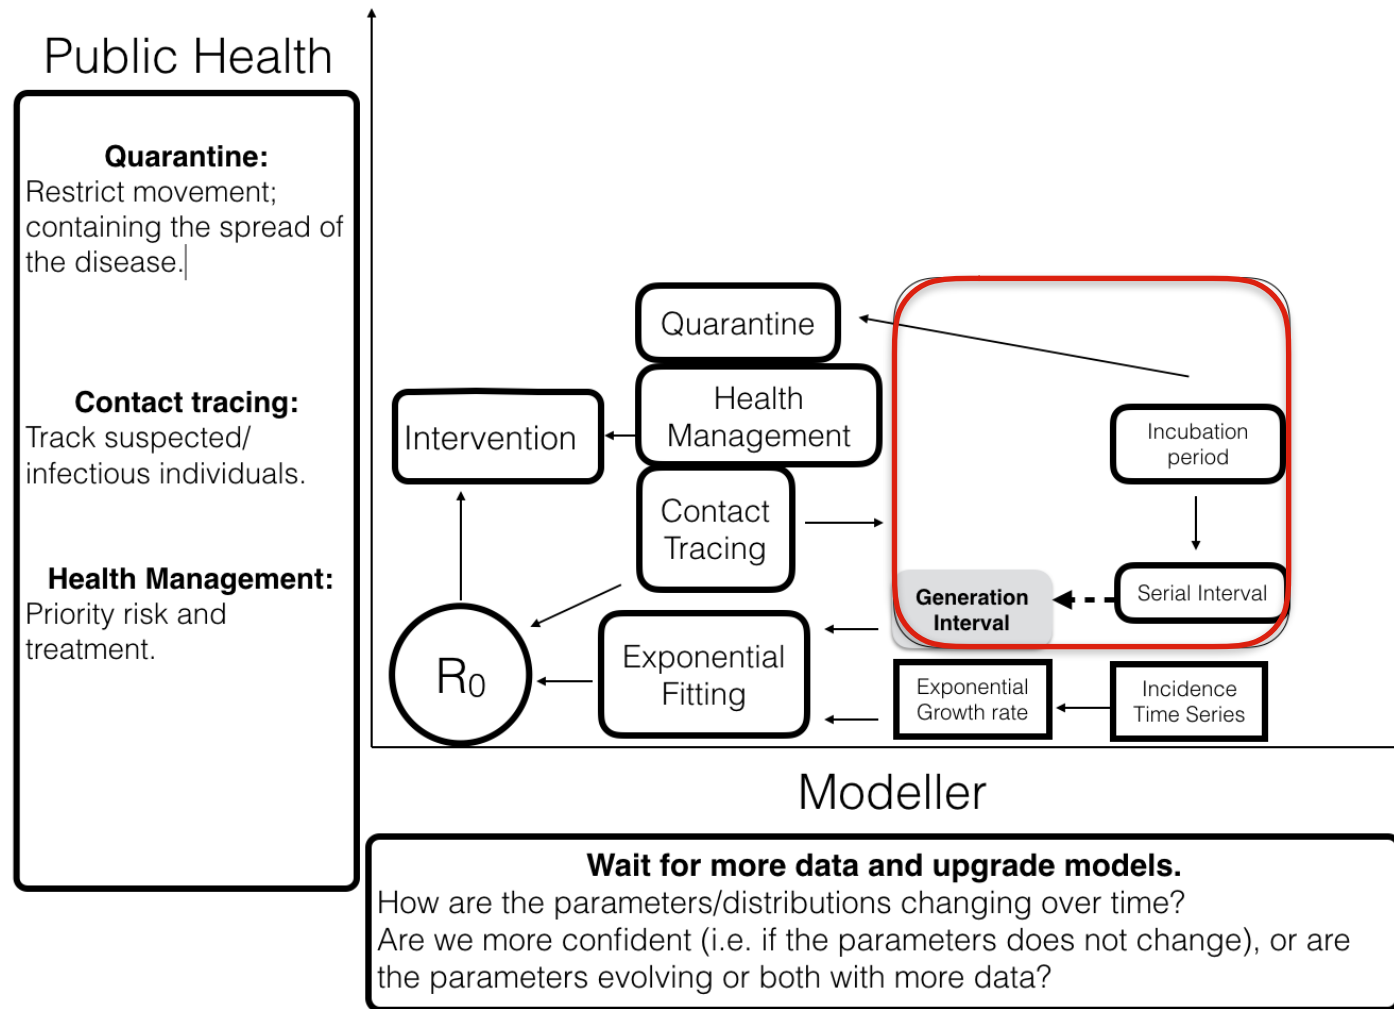 Public Health
Quarantine:
Restrict movement;
containing the spread of
the disease.
Contact tracing:
Track suspected/
infectious individuals.
Health Management:
Priority risk and
treatment.
Quarantine
Health
Management
Intervention
Contact
Tracing
Incubation
period
Generation
Interval
Serial Interval
R₀
Exponential
Fitting
Exponential
Growth rate
Incidence
Time Series
Modeller
Wait for more data and upgrade models.
How are the parameters/distributions changing over time?
Are we more confident (i.e. if the parameters does not change), or are
the parameters evolving or both with more data?